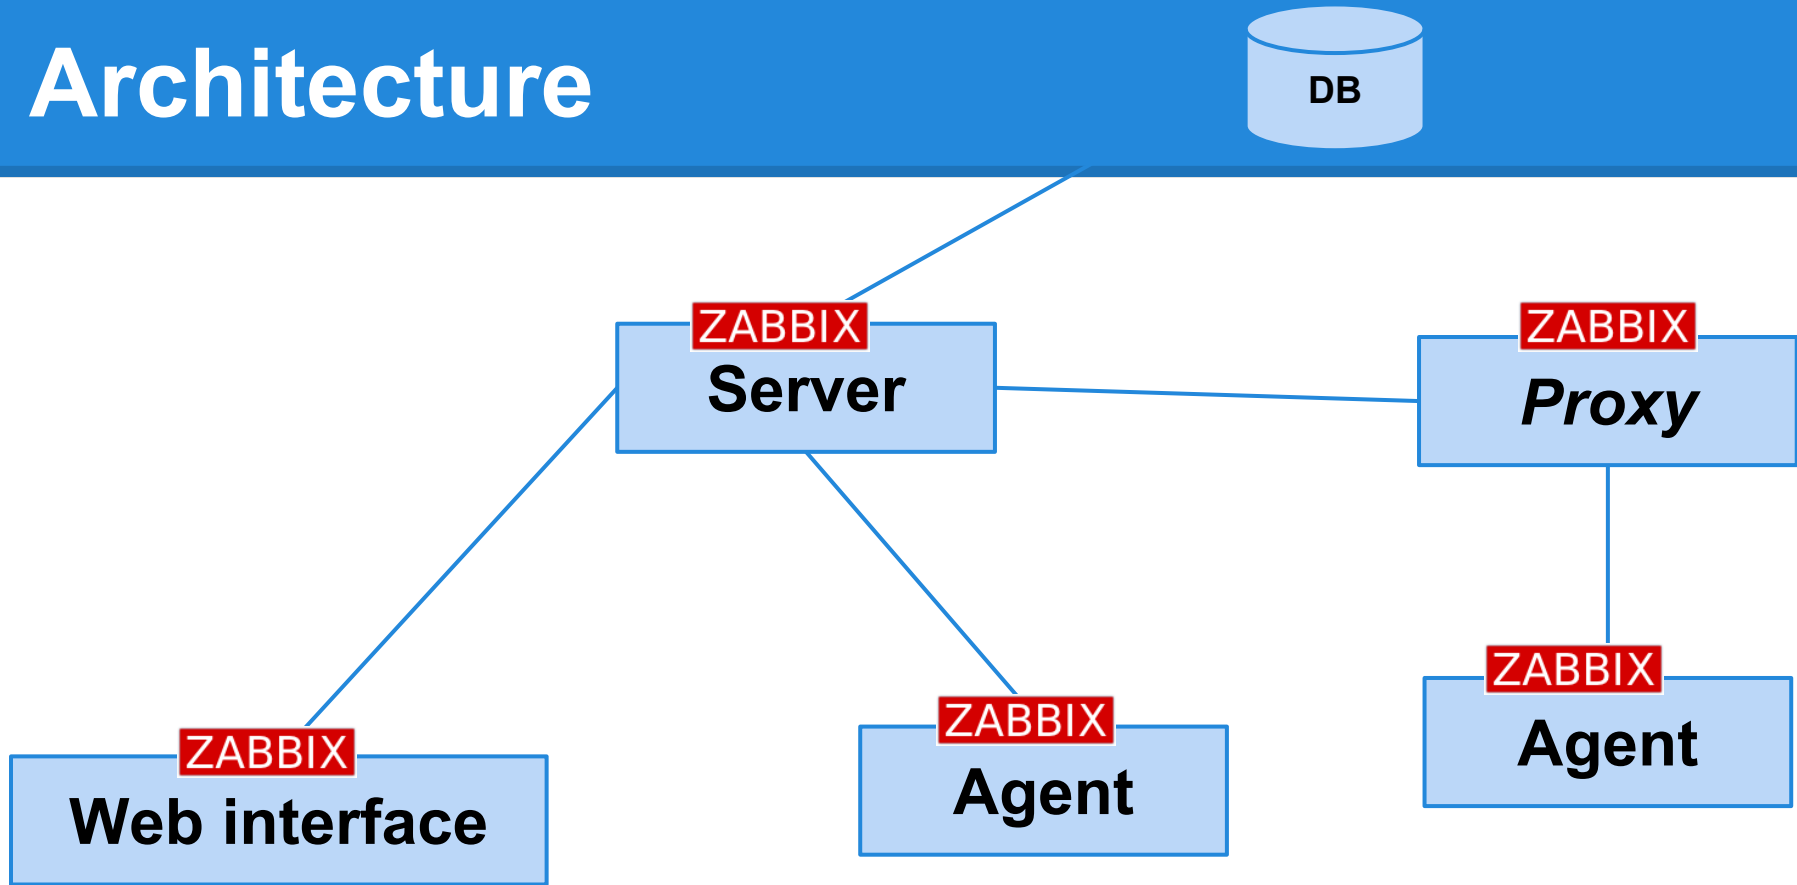 Architecture
DB
ZABBIX
Server
ZABBIX
Proxy
ZABBIX
Web interface
ZABBIX
Agent
ZABBIX
Agent